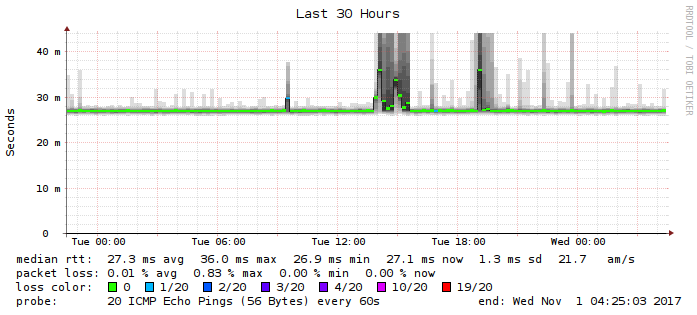 Last 30 Hours
RRDTOOL / TOBI OETIKER
Seconds
40 m
30 m
20 m
10 m
0
Tue 00:00 Tue 06:00 Tue 12:00 Tue 18:00 Wed 00:00
median rtt: 27.3 ms avg 36.0 ms max 26.9 ms min 27.1 ms now 1.3 ms sd 21.7 am/s
packet loss: 0.01 % avg 0.83 % max 0.00 % min 0.00 % now
loss color: 0 1/20 2/20 3/20 4/20 10/20 19/20
probe: 20 ICMP Echo Pings (56 Bytes) every 60s end: Wed Nov 1 04:25:03 2017